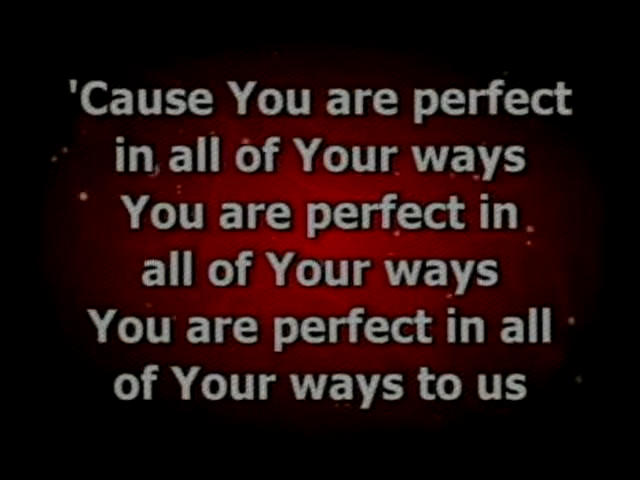 'Cause You are perfect
in all of Your ways
You are perfect in
all of Your ways
You are perfect in all
of Your ways to us